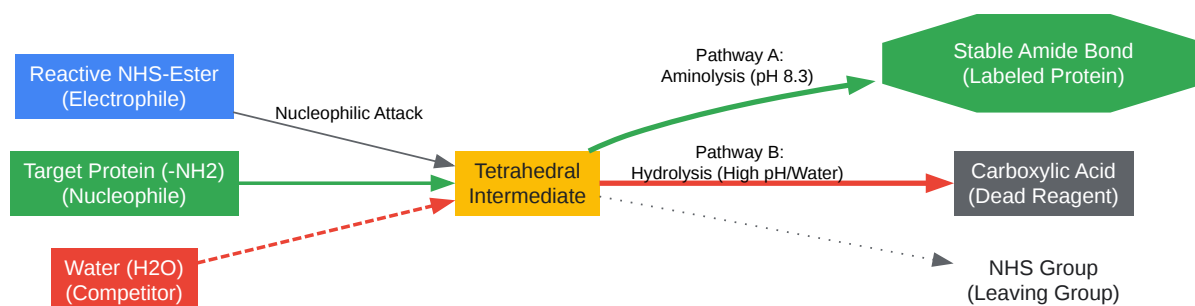 Reactive NHS-Ester
(Electrophile)
Nucleophilic Attack
Target Protein (-NH2)
(Nucleophile)
Water (H2O)
(Competitor)
Tetrahedral
Intermediate
Pathway A:
Aminolysis (pH 8.3)
Pathway B:
Hydrolysis (High pH/Water)
Stable Amide Bond
(Labeled Protein)
Carboxylic Acid
(Dead Reagent)
NHS Group
(Leaving Group)